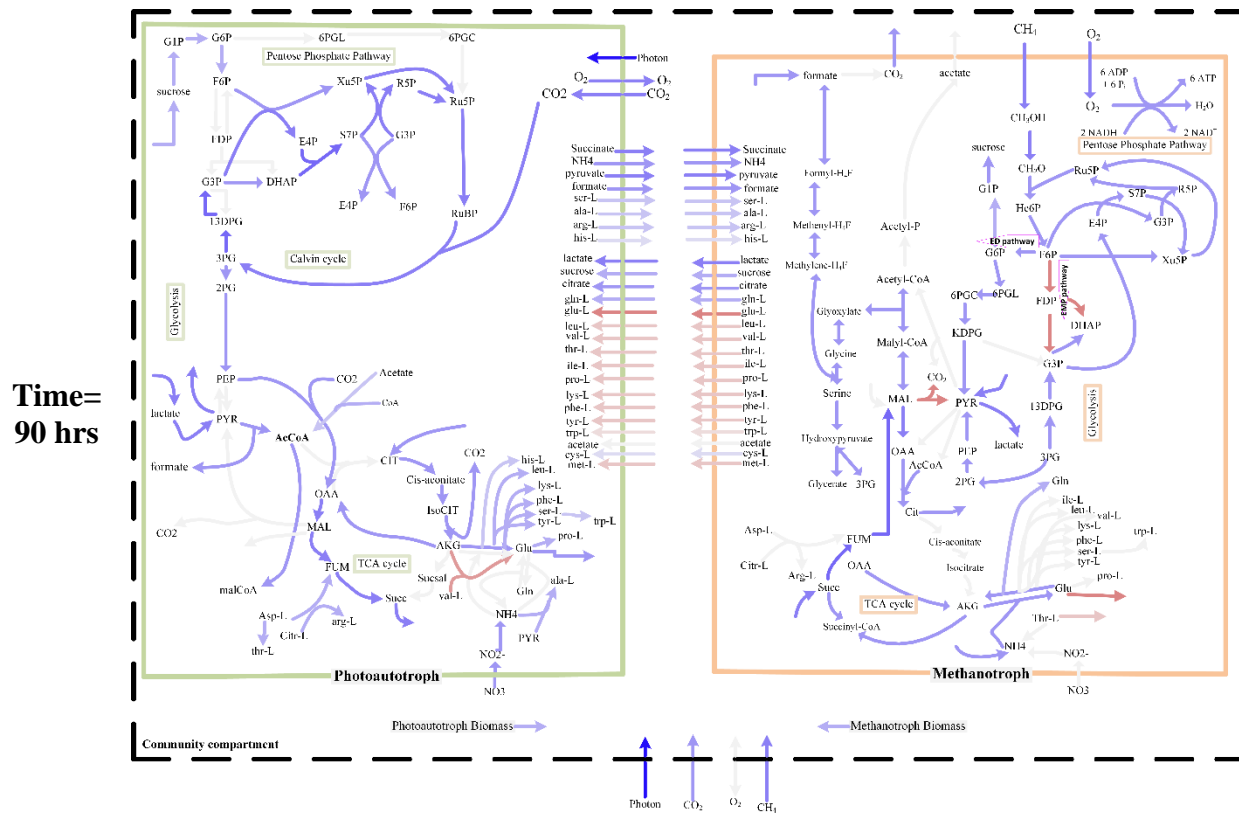 Time=
90 hrs
G1P
G6P
6PGL
6PGC
Pentose Phosphate Pathway
F6P
Xu5P
R5P
Ru5P
sucrose
FDP
E4P
S7P
G3P
G3P
DHAP
E4P
F6P
RuBP
13DPG
3PG
Calvin cycle
2PG
Glycolysis
PEP
CO2
Acetate
CoA
lactate
PYR
AcCoA
formate
CIT
CO2
Cis-aconitate
his-L
leu-L
lys-L
phe-L
ser-L
tyr-L
trp-L
OAA
IsoCIT
CO2
MAL
AKG
Glu
pro-L
FUM
TCA cycle
Sucsal
val-L
Gln
ala-L
malCoA
Succ
Asp-L
Citr-L
arg-L
thr-L
NH4
PYR
NO2-
Photoautotroph
NO3
Photon
O2
O2
CO2
CO2
Succinate
NH4
pyruvate
formate
ser-L
ala-L
arg-L
his-L
lactate
sucrose
citrate
gln-L
glu-L
leu-L
val-L
thr-L
ile-L
pro-L
lys-L
phe-L
tyr-L
trp-L
acetate
cys-L
met-L
Succinate
NH4
pyruvate
formate
ser-L
ala-L
arg-L
his-L
lactate
sucrose
citrate
gln-L
glu-L
leu-L
val-L
thr-L
ile-L
pro-L
lys-L
phe-L
tyr-L
trp-L
acetate
cys-L
met-L
formate
CO2
acetate
CH4
O2
6 ADP
+ 6 Pi
6 ATP
O2
H2O
2 NADH
2 NAD+
Pentose Phosphate Pathway
CH3OH
sucrose
CH2O
Ru5P
Formyl-H4F
G1P
He6P
S7P
R5P
E4P
G3P
Methenyl-H4F
Acetyl-P
ED pathway
G6P
F6P
Xu5P
Methylene-H4F
Acetyl-CoA
EMP pathway
6PGC
6PGL
FDP
Glyoxylate
KDPG
DHAP
Malyl-CoA
Glycine
G3P
CO2
Serine
MAL
PYR
13DPG
Glycolysis
Hydroxypyruvate
lactate
OAA
PEP
3PG
AcCoA
Glycerate
3PG
2PG
Gln
Cit
ile-L
leu-L
val-L
lys-L
phe-L
ser-L
tyr-L
trp-L
Asp-L
FUM
Cis-aconitate
Citr-L
OAA
Isocitrate
Arg-L
Succ
pro-L
Glu
TCA cycle
AKG
Succinyl-CoA
Thr-L
NH4
NO2-
Methanotroph
NO3
Photoautotroph Biomass
Methanotroph Biomass
Community compartment
Photon
CO2
O2
CH4